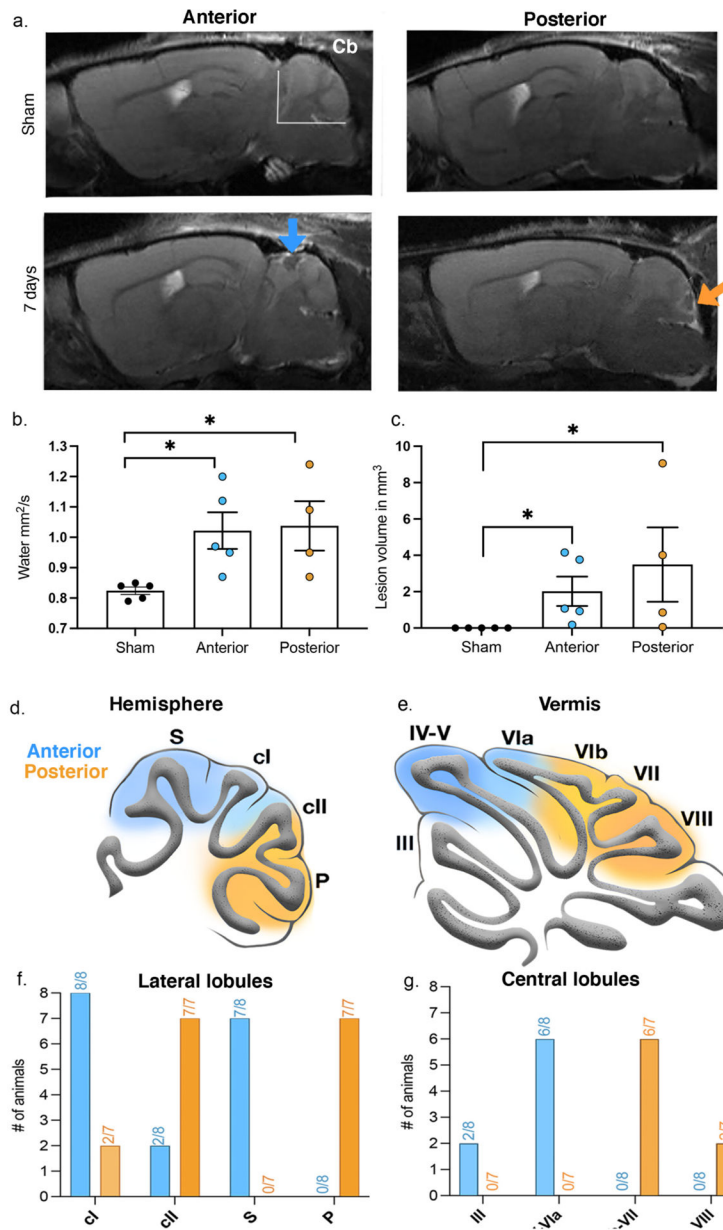 a.
Anterior
Posterior
Cb
Sham
7 days
b.
*
*
Water mm²/s
1.3
1.2
1.1
1.0
0.9
0.8
0.7
Sham
Anterior
Posterior
c.
*
*
Lesion volume in mm³
10
8
6
4
2
0
Sham
Anterior
Posterior
d.
Hemisphere
Anterior
Posterior
S
cI
cII
P
e.
Vermis
IV-V
VIa
VIb
VII
VIII
III
f.
Lateral lobules
# of animals
8
7
6
5
4
3
2
1
0
8/8
2/7
2/8
7/7
7/8
0/7
0/8
7/7
cI
cII
S
P
g.
Central lobules
# of animals
8
7
6
5
4
3
2
1
0
2/8
0/7
6/8
0/7
0/8
6/7
0/8
III
VIII